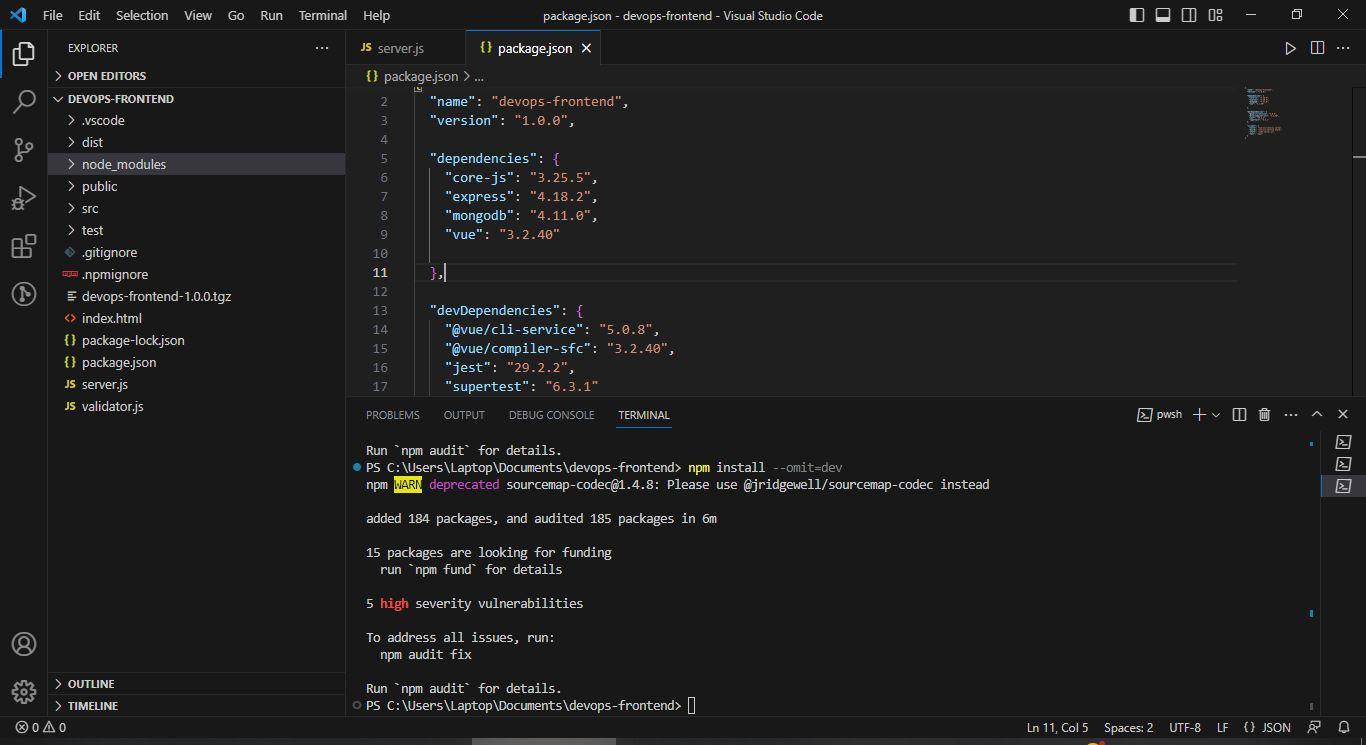 File Edit Selection View Go Run Terminal Help package.json - devops-frontend - Visual Studio Code
EXPLORER
OPEN EDITORS
DEVOPS-FRONTEND
.vscode
dist
node_modules
public
src
test
.gitignore
.npmignore
devops-frontend-1.0.0.tgz
index.html
package-lock.json
package.json
server.js
validator.js
OUTLINE
TIMELINE
server.js package.json
package.json > ...
2 "name": "devops-frontend",
3 "version": "1.0.0",
4
5 "dependencies": {
6 "core-js": "3.25.5",
7 "express": "4.18.2",
8 "mongodb": "4.11.0",
9 "vue": "3.2.40"
10
11 },
12
13 "devDependencies": {
14 "@vue/cli-service": "5.0.8",
15 "@vue/compiler-sfc": "3.2.40",
16 "jest": "29.2.2",
17 "supertest": "6.3.1"
PROBLEMS OUTPUT DEBUG CONSOLE TERMINAL pwsh
Run `npm audit` for details.
PS C:\Users\Laptop\Documents\devops-frontend> npm install --omit=dev
npm WARN deprecated sourcemap-codec@1.4.8: Please use @jridgewell/sourcemap-codec instead
added 184 packages, and audited 185 packages in 6m
15 packages are looking for funding
run `npm fund` for details
5 high severity vulnerabilities
To address all issues, run:
npm audit fix
Run `npm audit` for details.
PS C:\Users\Laptop\Documents\devops-frontend>
0 0 Ln 11, Col 5 Spaces: 2 UTF-8 LF {} JSON